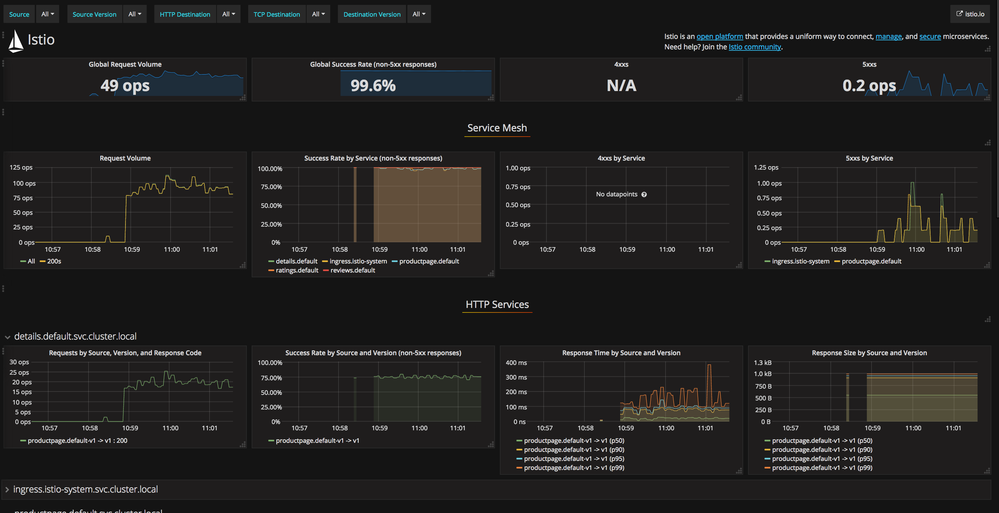 Source All Source Version All HTTP Destination All TCP Destination All Destination Version All istio.io
Istio
Istio is an open platform that provides a uniform way to connect, manage, and secure microservices.
Need help? Join the Istio community.
Global Request Volume
49 ops
Global Success Rate (non-5xx responses)
99.6%
4xxs
N/A
5xxs
0.2 ops
Service Mesh
Request Volume
125 ops
100 ops
75 ops
50 ops
25 ops
0 ops
10:57 10:58 10:59 11:00 11:01
All 200s
Success Rate by Service (non-5xx responses)
100.00%
75.00%
50.00%
25.00%
0%
10:57 10:58 10:59 11:00 11:01
details.default ingress.istio-system productpage.default
ratings.default reviews.default
4xxs by Service
1.00 ops
0.75 ops
0.50 ops
0.25 ops
0 ops
No datapoints
10:57 10:58 10:59 11:00 11:01
5xxs by Service
1.25 ops
1.00 ops
0.75 ops
0.50 ops
0.25 ops
0 ops
10:57 10:58 10:59 11:00 11:01
ingress.istio-system productpage.default
HTTP Services
details.default.svc.cluster.local
Requests by Source, Version, and Response Code
30 ops
25 ops
20 ops
15 ops
10 ops
5 ops
0 ops
10:57 10:58 10:59 11:00 11:01
productpage.default-v1 -> v1 : 200
Success Rate by Source and Version (non-5xx responses)
100.00%
75.00%
50.00%
25.00%
0%
10:57 10:58 10:59 11:00 11:01
productpage.default-v1 -> v1
Response Time by Source and Version
400 ms
300 ms
200 ms
100 ms
0 ns
10:57 10:58 10:59 11:00 11:01
productpage.default-v1 -> v1 (p50)
productpage.default-v1 -> v1 (p90)
productpage.default-v1 -> v1 (p95)
productpage.default-v1 -> v1 (p99)
Response Size by Source and Version
1.3 kB
1.0 kB
750 B
500 B
250 B
0 B
10:57 10:58 10:59 11:00 11:01
productpage.default-v1 -> v1 (p50)
productpage.default-v1 -> v1 (p90)
productpage.default-v1 -> v1 (p95)
productpage.default-v1 -> v1 (p99)
ingress.istio-system.svc.cluster.local
productpage.default.svc.cluster.local